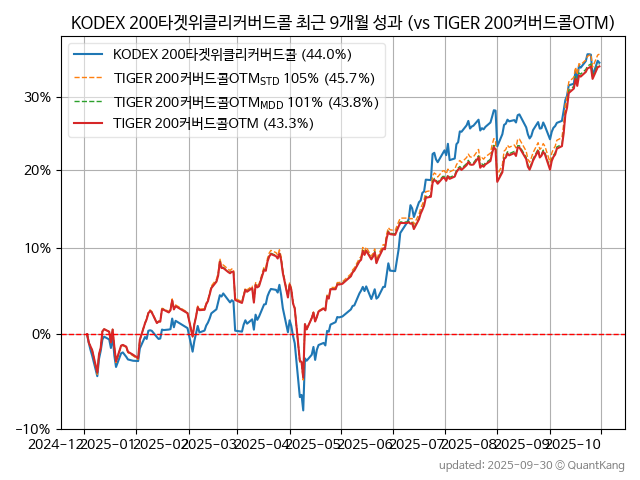 KODEX 200타겟위클리커버드콜 최근 9개월 성과 (vs TIGER 200커버드콜OTM)
KODEX 200타겟위클리커버드콜 (44.0%)
TIGER 200커버드콜OTM_STD 105% (45.7%)
TIGER 200커버드콜OTM_MDD 101% (43.8%)
TIGER 200커버드콜OTM (43.3%)
30%
20%
10%
0%
−10%
2024-12 2025-01 2025-02 2025-03 2025-04 2025-05 2025-06 2025-07 2025-08 2025-09 2025-10
updated: 2025-09-30 © QuantKang